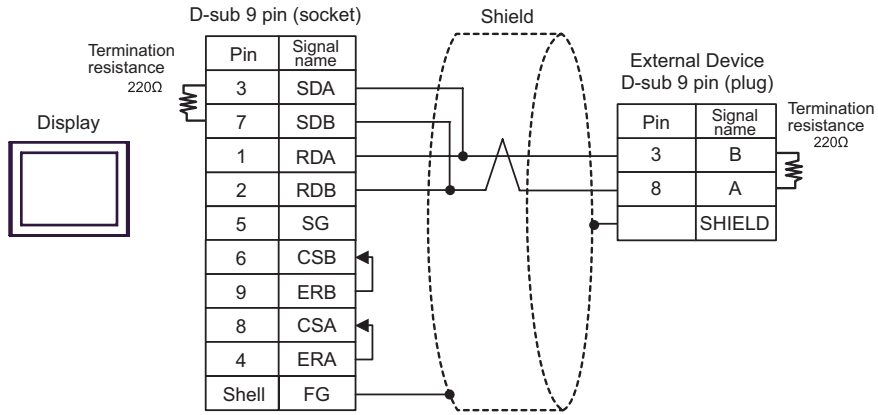 D-sub 9 pin (socket)
Shield
Termination
resistance
220Ω
Display
Pin Signal name
3 SDA
7 SDB
1 RDA
2 RDB
5 SG
6 CSB
9 ERB
8 CSA
4 ERA
Shell FG
External Device
D-sub 9 pin (plug)
Pin Signal name
3 B
8 A
SHIELD
Termination
resistance
220Ω